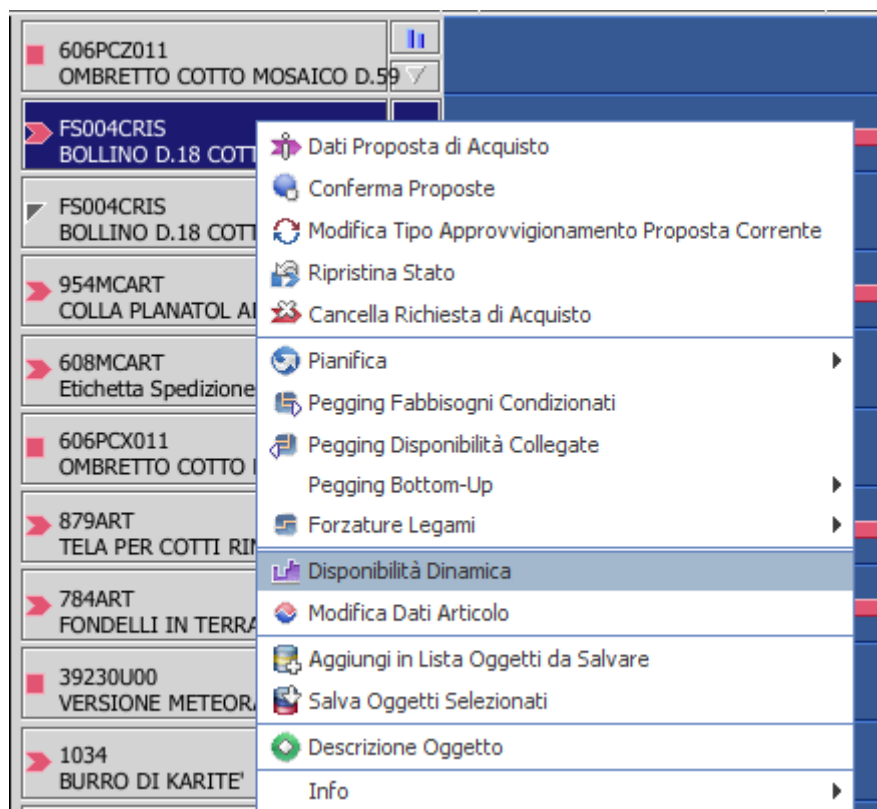 606PCZ011
OMBRETTO COTTO MOSAICO D.59
FS004CRIS
BOLLINO D.18 COTT
FS004CRIS
BOLLINO D.18 COTT
954MCART
COLLA PLANATOL
608MCART
Etichetta Spedizione
606PCX011
OMBRETTO COTTO
879ART
TELA PER COTTI
784ART
FONDELLI IN TERRA
39230U00
VERSIONE METEOR
1034
BURRO DI KARITE'
Dati Proposta di Acquisto
Conferma Proposte
Modifica Tipo Approvvigionamento Proposta Corrente
Ripristina Stato
Cancella Richiesta di Acquisto
Pianifica
Pegging Fabbisogni Condizionati
Pegging Disponibilità Collegate
Pegging Bottom-Up
Forzature Legami
Disponibilità Dinamica
Modifica Dati Articolo
Aggiungi in Lista Oggetti da Salvare
Salva Oggetti Selezionati
Descrizione Oggetto
Info